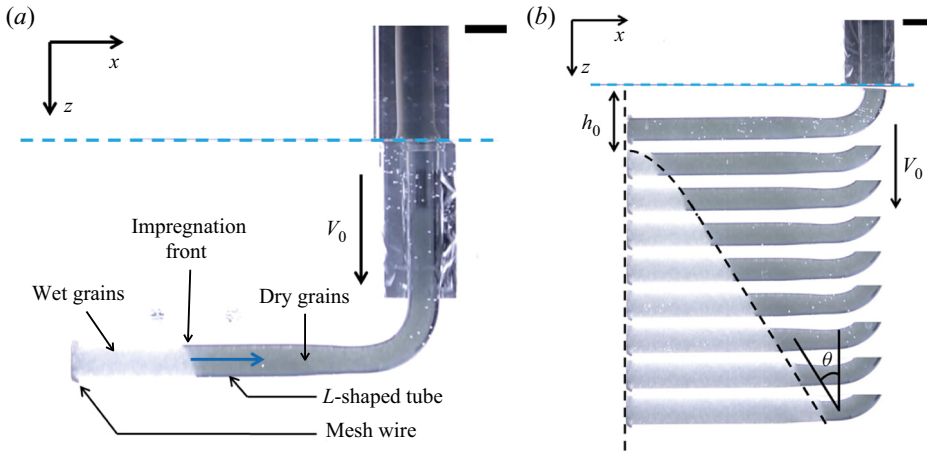 (a)
x
z
V0
Impregnation
front
Wet grains
Dry grains
L-shaped tube
Mesh wire
(b)
x
z
h0
V0
θ